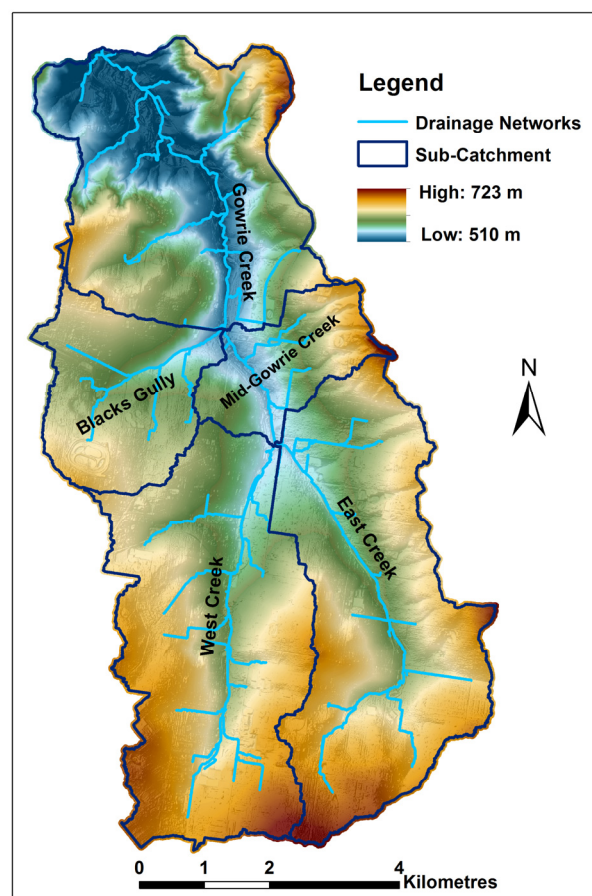 Legend
Drainage Networks
Sub-Catchment
High: 723 m
Low: 510 m
Gowrie Creek
Mid-Gowrie Creek
Blacks Gully
N
East Creek
West Creek
0 1 2 4
Kilometres